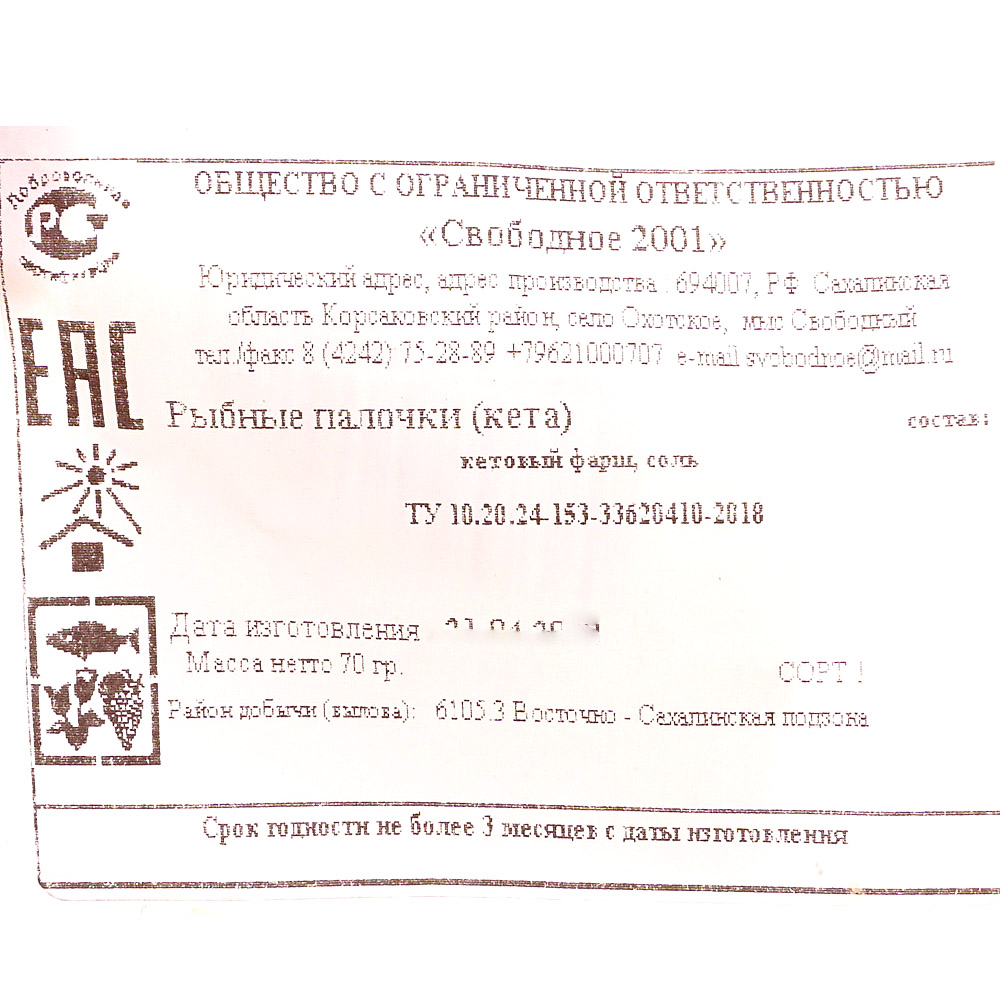 ОБЩЕСТВО С ОГРАНИЧЕННОЙ ОТВЕТСТВЕННОСТЬЮ
«Свободное 2001»
Юридический адрес, адрес производства : 694007, РФ Сахалинская
область Корсаковский район, село Охотское, мыс Свободный
тел./факс 8 (4242) 75-28-89 +79621000707 e-mail svobodnoe@mail.ru
ЕАС
Рыбные палочки (кета) состав:
кетовый фарш, соль
ТУ 10.20.24-153-33620410-2018
Дата изготовления
Масса нетто 70 гр. СОРТ 1
Район добычи (вылова): 6105.3 Восточно - Сахалинская подзона
Срок годности не более 3 месяцев с даты изготовления